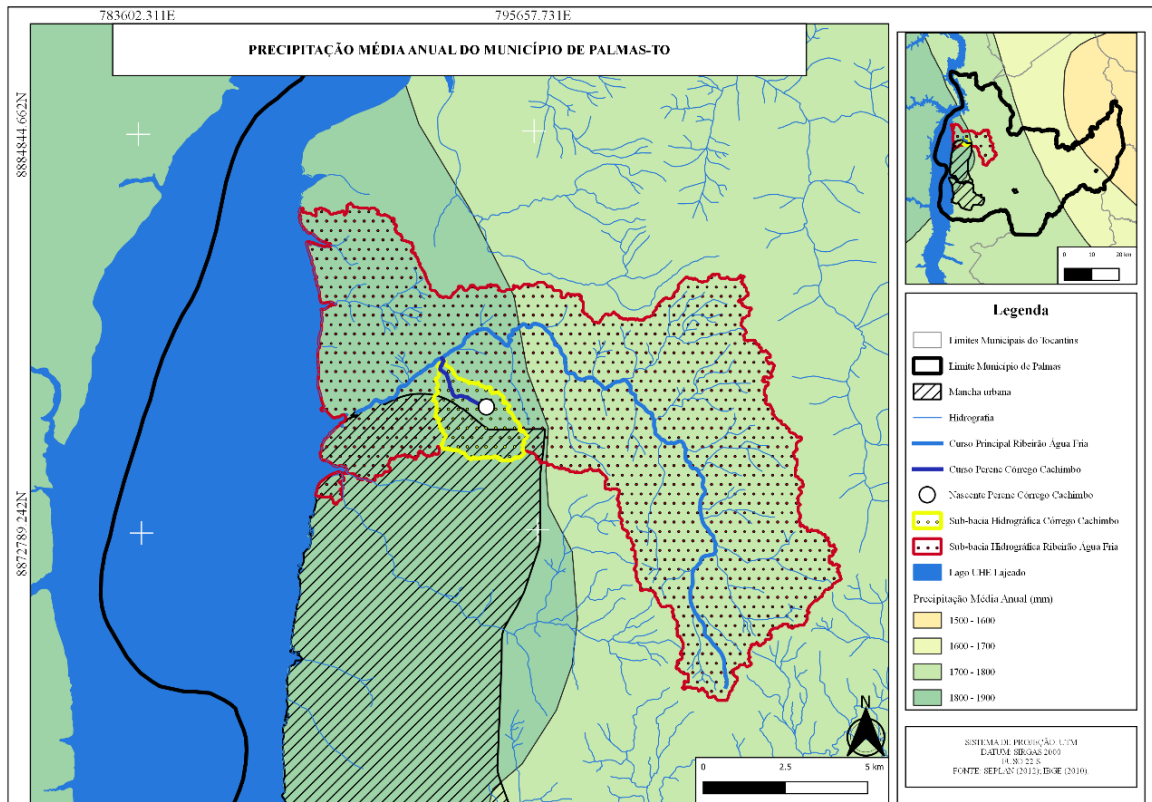 783602.311E
795657.731E
PRECIPITAÇÃO MÉDIA ANUAL DO MUNICÍPIO DE PALMAS-TO
8884844.662N
8872789.242N
N
0 2.5 5 km
0 10 20 km
Legenda
Limites Municipais do Tocantins
Limite Município de Palmas
Mancha urbana
Hidrografia
Curso Principal Ribeirão Água Fria
Curso Perene Córrego Cachimbo
Nascente Perene Córrego Cachimbo
Sub-bacia Hidrográfica Córrego Cachimbo
Sub-bacia Hidrográfica Ribeirão Água Fria
Lago UHE Lajeado
Precipitação Média Anual (mm)
1500 - 1600
1600 - 1700
1700 - 1800
1800 - 1900
SISTEMA DE PROJEÇÃO: UTM
DATUM: SIRGAS 2000
FUSO 22 S
FONTE: SEPLAN (2012); IBGE (2010).